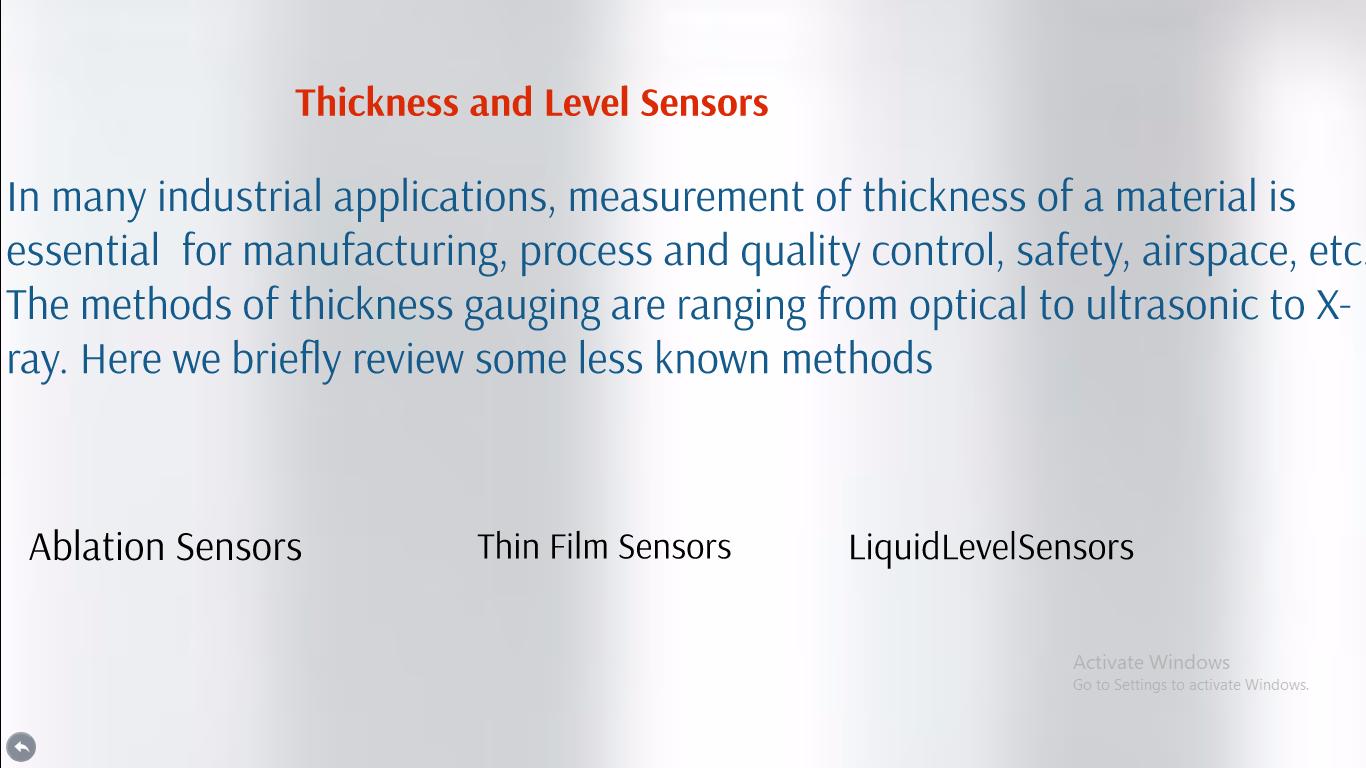 Thickness and Level Sensors
In many industrial applications, measurement of thickness of a material is
essential  for manufacturing, process and quality control, safety, airspace, etc.
The methods of thickness gauging are ranging from optical to ultrasonic to X-
ray. Here we briefly review some less known methods
Ablation Sensors
Thin Film Sensors
LiquidLevelSensors
Activate Windows
Go to Settings to activate Windows.